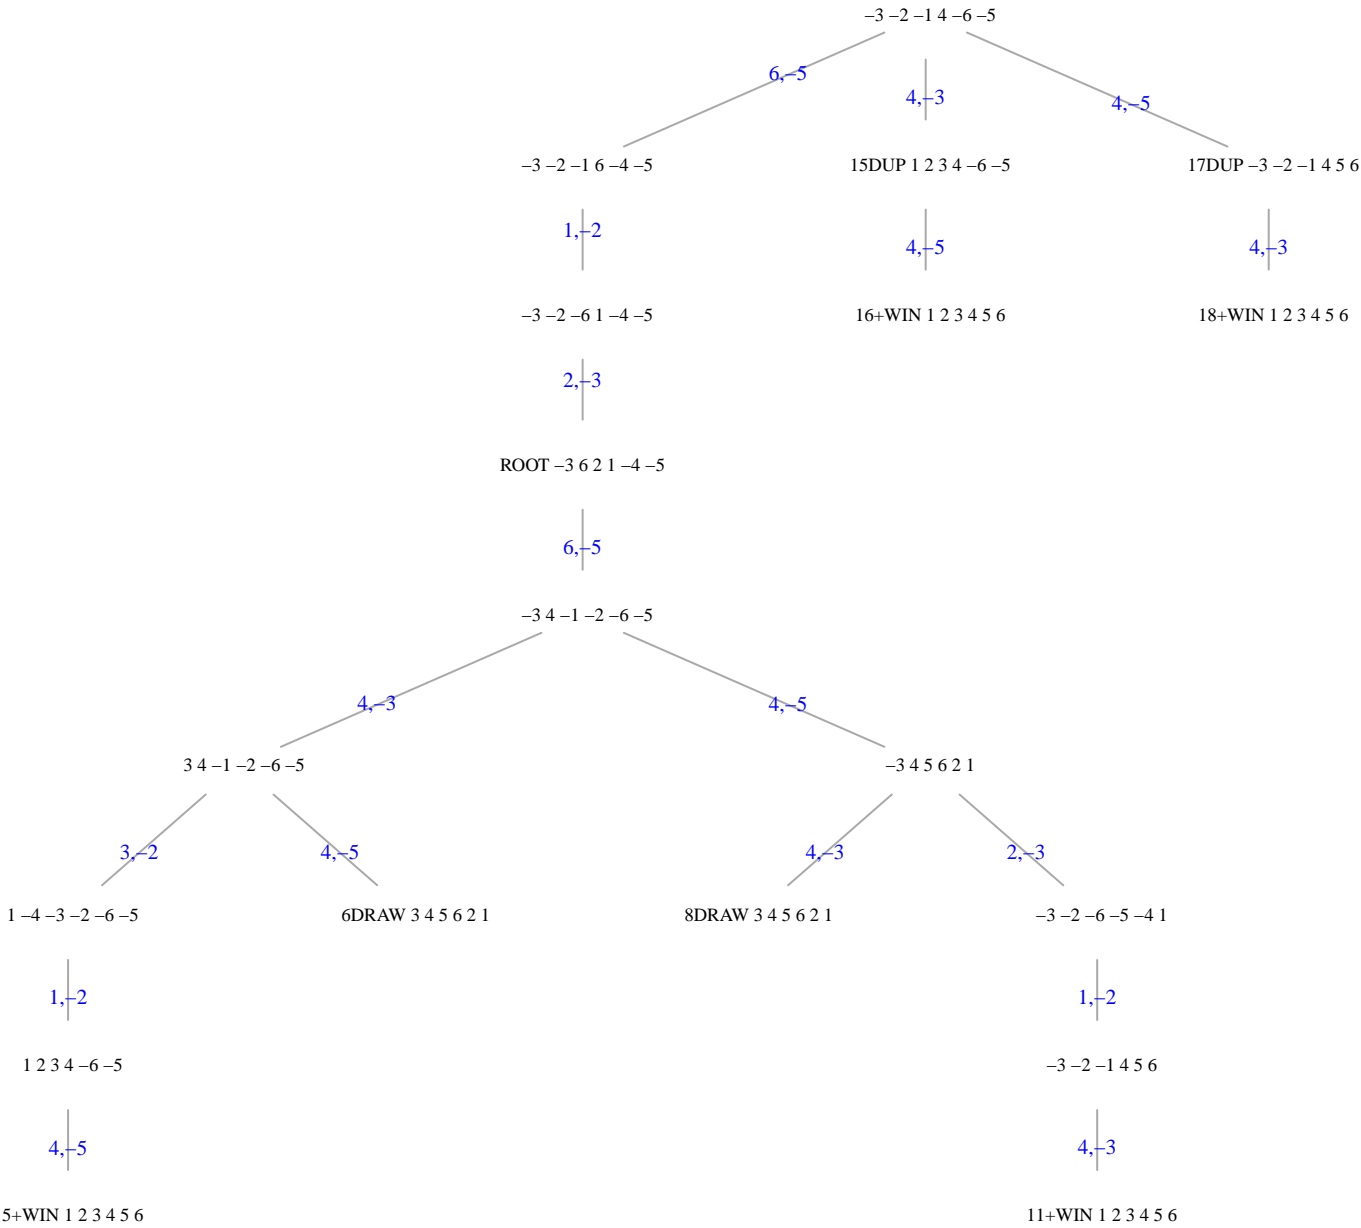 –3 –2 –1 4 –6 –5
6,–5
4,–3
4,–5
–3 –2 –1 6 –4 –5
15DUP 1 2 3 4 –6 –5
17DUP –3 –2 –1 4 5 6
1,–2
4,–5
4,–3
–3 –2 –6 1 –4 –5
16+WIN 1 2 3 4 5 6
18+WIN 1 2 3 4 5 6
2,–3
ROOT –3 6 2 1 –4 –5
6,–5
–3 4 –1 –2 –6 –5
4,–3
4,–5
3 4 –1 –2 –6 –5
–3 4 5 6 2 1
3,–2
4,–5
4,–3
2,–3
1 –4 –3 –2 –6 –5
6DRAW 3 4 5 6 2 1
8DRAW 3 4 5 6 2 1
–3 –2 –6 –5 –4 1
1,–2
1,–2
1 2 3 4 –6 –5
–3 –2 –1 4 5 6
4,–5
4,–3
5+WIN 1 2 3 4 5 6
11+WIN 1 2 3 4 5 6